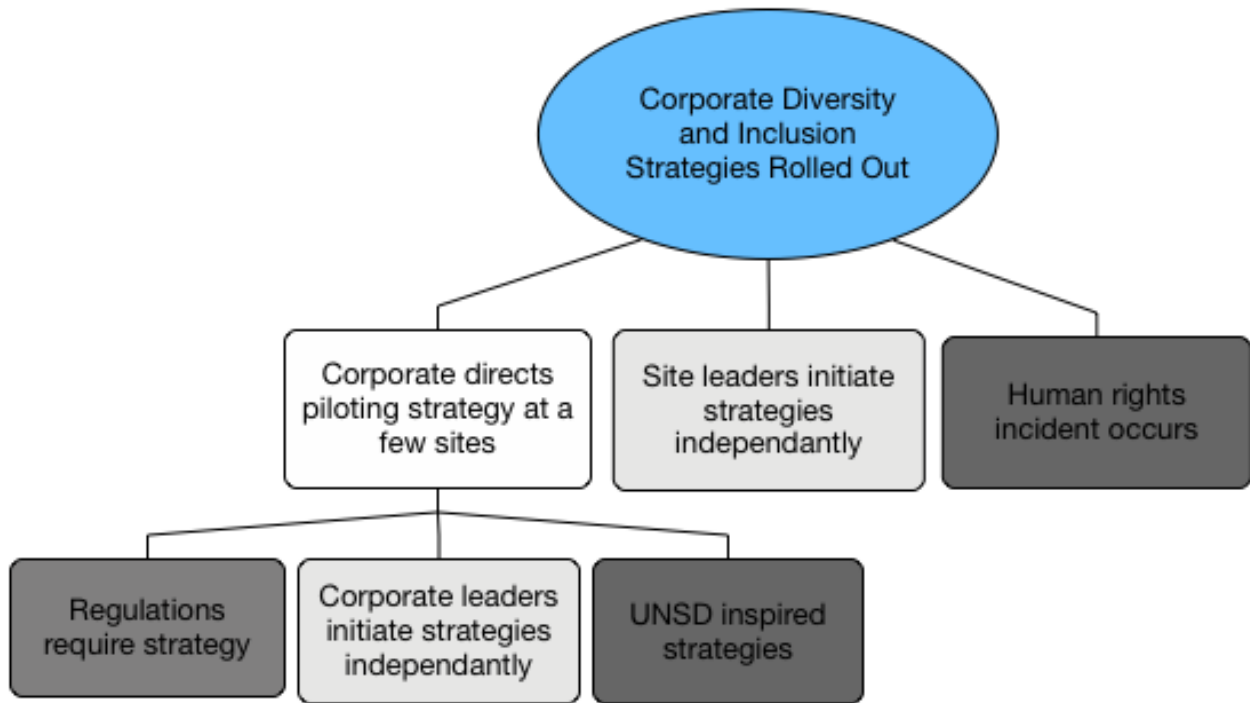 Corporate Diversity
and Inclusion
Strategies Rolled Out
Corporate directs
piloting strategy at a
few sites
Site leaders initiate
strategies
independantly
Human rights
incident occurs
Regulations
require strategy
Corporate leaders
initiate strategies
independantly
UNSD inspired
strategies